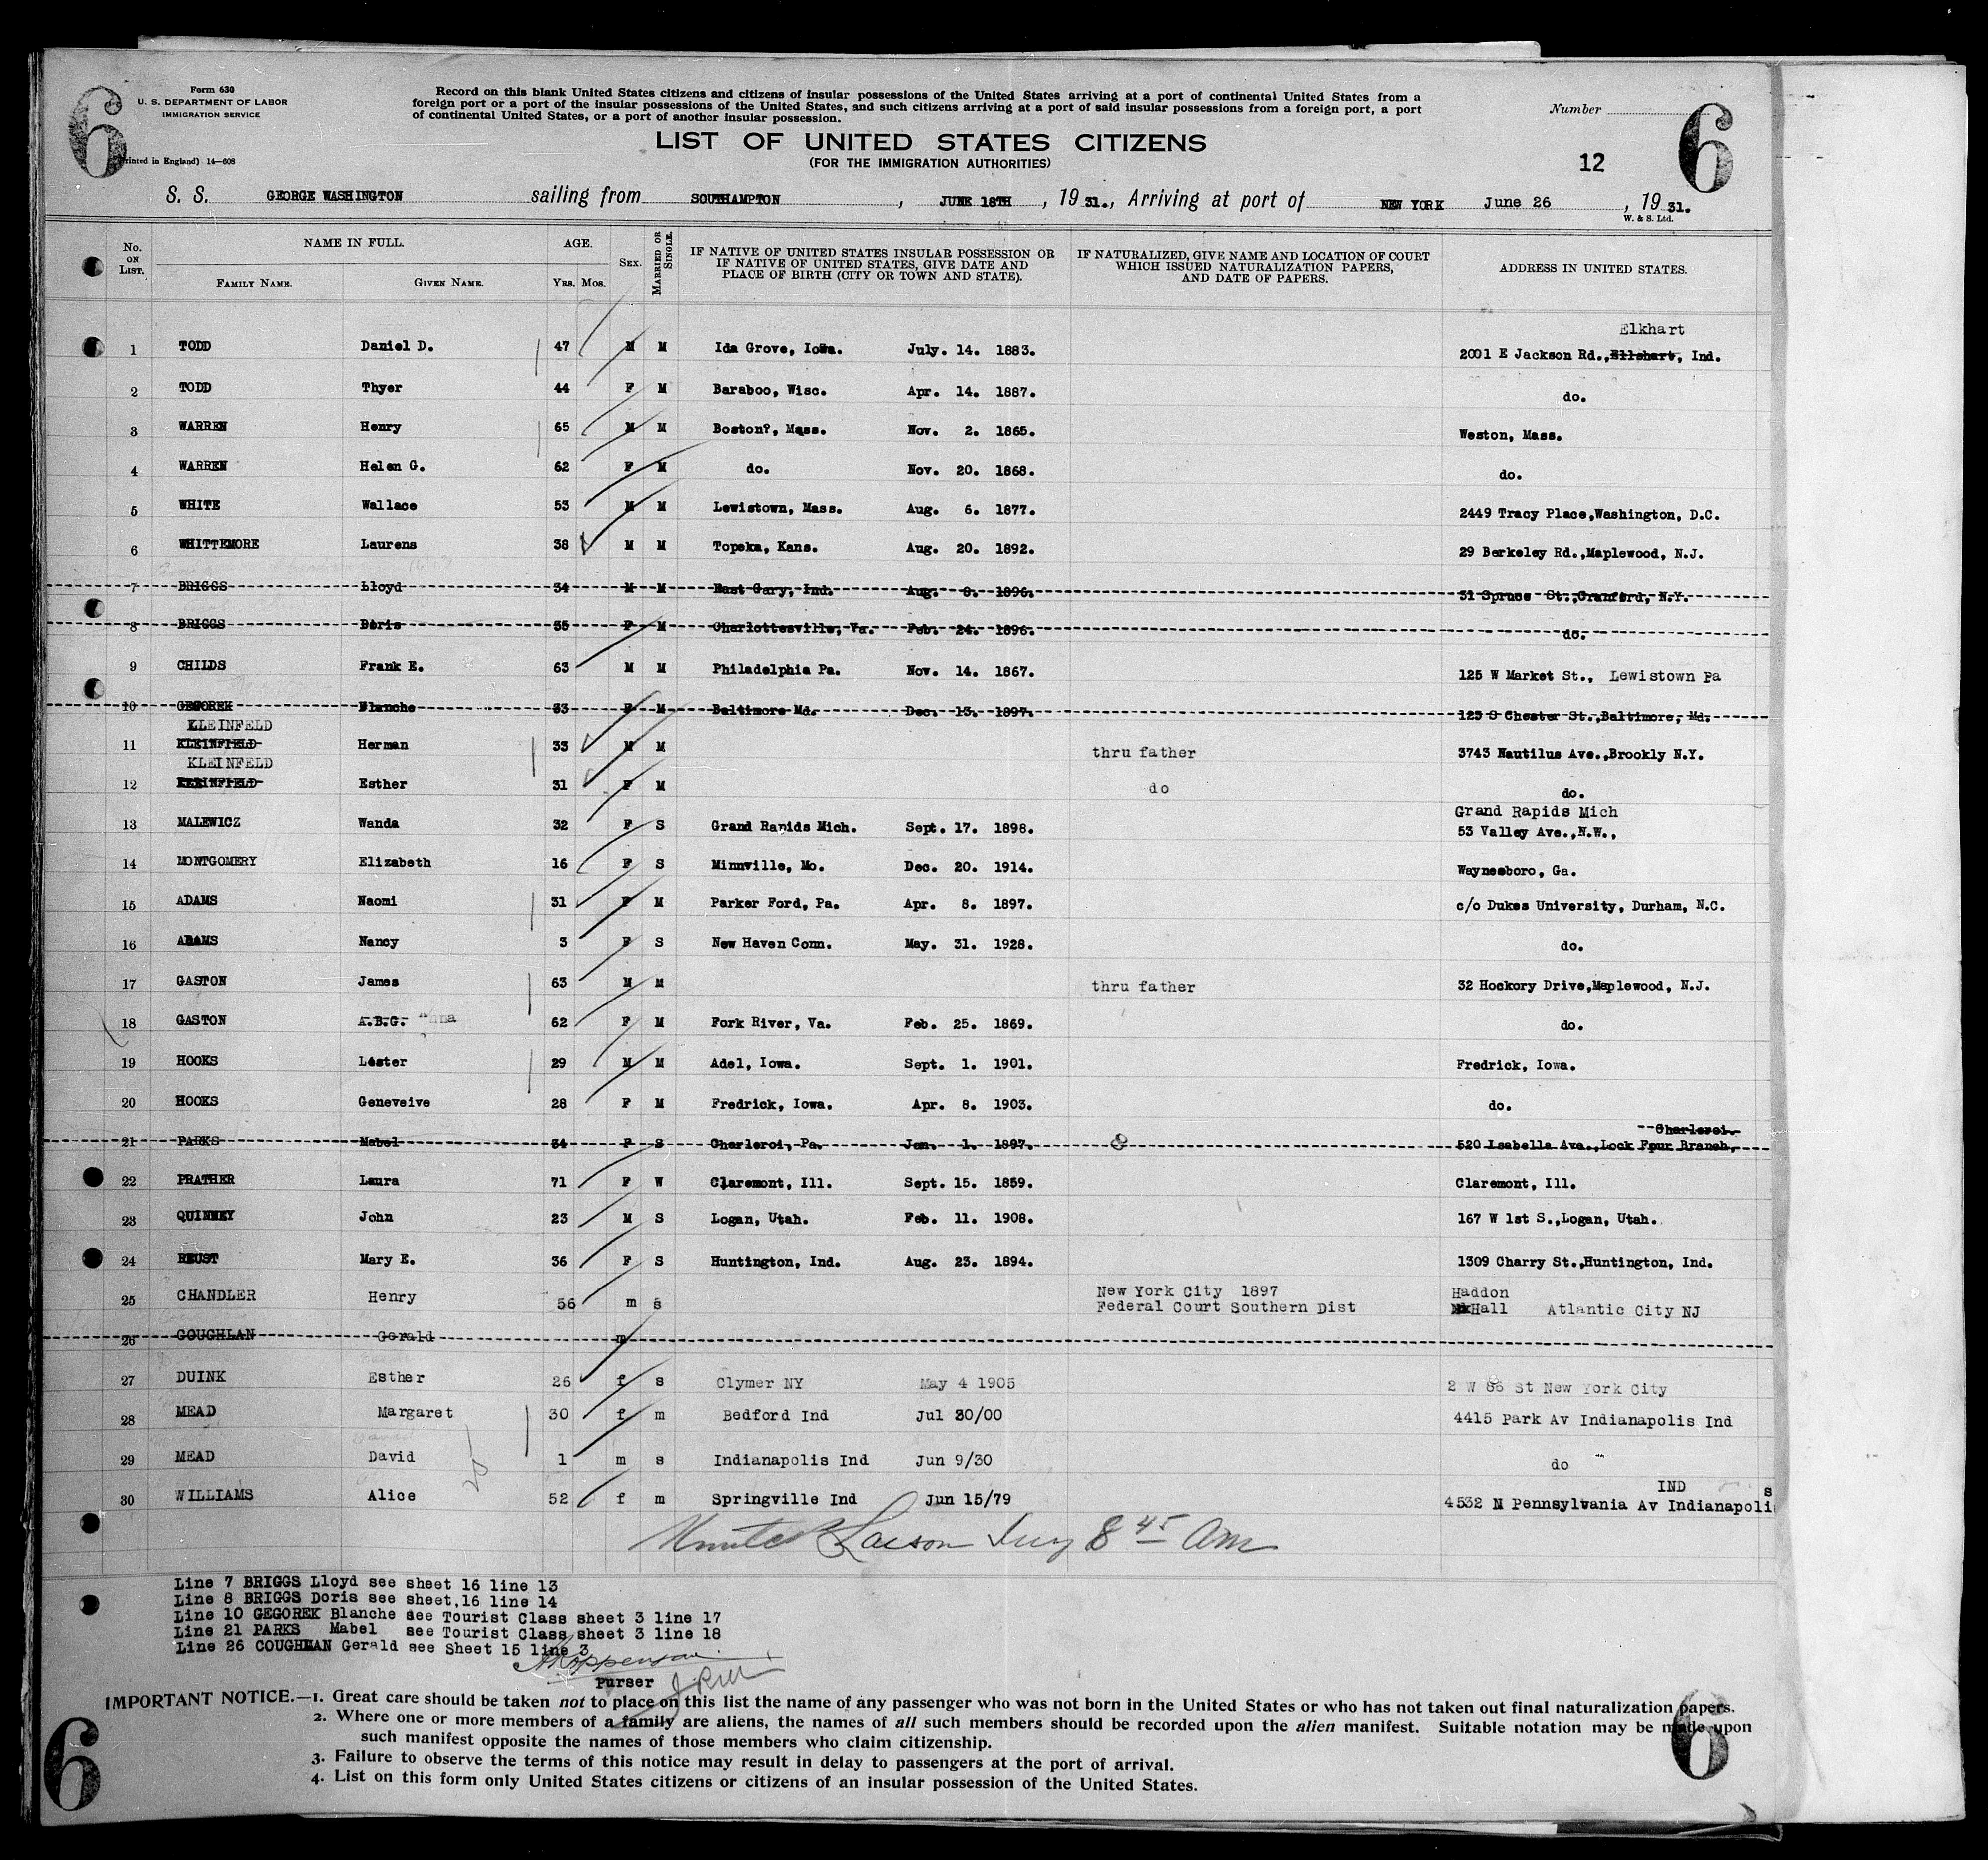 6
Form 630
U. S. DEPARTMENT OF LABOR
IMMIGRATION SERVICE
(Printed in England) 14—608
Record on this blank United States citizens and citizens of insular possessions of the United States arriving at a port of continental United States from a
foreign port or a port of the insular possessions of the United States, and such citizens arriving at a port of said insular possessions from a foreign port, a port
of continental United States, or a port of another insular possession.
Number
6
LIST OF UNITED STATES CITIZENS
(FOR THE IMMIGRATION AUTHORITIES)
12
S. S. GEORGE WASHINGTON sailing from SOUTHAMPTON, JUNE 18TH, 1931., Arriving at port of NEW YORK June 26, 1931.
W. & S. Ltd.
No. ON LIST. NAME IN FULL. AGE. SEX. MARRIED OR SINGLE. IF NATIVE OF UNITED STATES INSULAR POSSESSION OR IF NATIVE OF UNITED STATES, GIVE DATE AND PLACE OF BIRTH (CITY OR TOWN AND STATE). IF NATURALIZED, GIVE NAME AND LOCATION OF COURT WHICH ISSUED NATURALIZATION PAPERS, AND DATE OF PAPERS. ADDRESS IN UNITED STATES.
FAMILY NAME. GIVEN NAME. YRS. MOS.
Elkhart
1 TODD Daniel D. 47 M M Ida Grove, Iowa. July. 14. 1883. 2001 E Jackson Rd.,Ellshart, Ind.
2 TODD Thyer 44 F M Baraboo, Wisc. Apr. 14. 1887. do.
3 WARREN Henry 65 M M Boston?, Mass. Nov. 2. 1865. Weston, Mass.
4 WARREN Helen G. 62 F M do. Nov. 20. 1868. do.
5 WHITE Wallace 53 M M Lewistown, Mass. Aug. 6. 1877. 2449 Tracy Place,Washington, D.C.
6 WHITTEMORE Laurens 38 M M Topeka, Kans. Aug. 20. 1892. 29 Berkeley Rd.,Maplewood, N.J.
7 BRIGGS Lloyd 34 M M East Gary, Ind. Aug. 8. 1896. 31 Spruce St.,Cranford, N.Y.
8 BRIGGS Doris 35 F M Charlottesville, Va. Feb. 24. 1896. do.
9 CHILDS Frank E. 63 M M Philadelphia Pa. Nov. 14. 1867. 125 W Market St., Lewistown Pa
10 GEGOREK Blanche 33 F M Baltimore Md. Dec. 13. 1897. 123 S Chester St.,Baltimore, Md.
KLEINFELD
11 KLEINFIELD Herman 33 M M thru father 3743 Nautilus Ave.,Brookly N.Y.
KLEINFELD
12 KLEINFIELD Esther 31 F M do do.
Grand Rapids Mich
13 MALEWICZ Wanda 32 F S Grand Rapids Mich. Sept. 17. 1898. 53 Valley Ave.,N.W.,
14 MONTGOMERY Elizabeth 16 F S Minnville, Mo. Dec. 20. 1914. Waynesboro, Ga.
15 ADAMS Naomi 31 F M Parker Ford, Pa. Apr. 8. 1897. c/o Dukes University, Durham, N.C.
16 ADAMS Nancy 3 F S New Haven Conn. May. 31. 1928. do.
17 GASTON James 63 M M thru father 32 Hockory Drive,Maplewood, N.J.
18 GASTON A.B.G. Anna 62 F M Fork River, Va. Feb. 25. 1869. do.
19 HOOKS Lester 29 M M Adel, Iowa. Sept. 1. 1901. Fredrick, Iowa.
20 HOOKS Geneveive 28 F M Fredrick, Iowa. Apr. 8. 1903. do.
Charleroi.
21 PARKS Mabel 34 F S Charleroi, Pa. Jan. 1. 1897. 520 Isabella Ave.,Lock Four Branch,
22 PRATHER Laura 71 F W Claremont, Ill. Sept. 15. 1859. Claremont, Ill.
23 QUINNEY John 23 M S Logan, Utah. Feb. 11. 1908. 167 W 1st S.,Logan, Utah.
24 REUST Mary E. 36 F S Huntington, Ind. Aug. 23. 1894. 1309 Charry St.,Huntington, Ind.
25 CHANDLER Henry 56 m s New York City 1897 Haddon
Federal Court Southern Dist Hall Atlantic City NJ
26 COUGHLAN Gerald m
27 DUINK Esther 26 f s Clymer NY May 4 1905 2 W 86 St New York City
28 MEAD Margaret 30 f m Bedford Ind Jul 30/00 4415 Park Av Indianapolis Ind
29 MEAD David 1 m s Indianapolis Ind Jun 9/30 do
IND s
30 WILLIAMS Alice 52 f m Springville Ind Jun 15/79 4532 N Pennsylvania Av Indianapoli
8 45 Am
Line 7 BRIGGS Lloyd see sheet 16 line 13
Line 8 BRIGGS Doris see sheet,16 line 14
Line 10 GEGOREK Blanche see Tourist Class sheet 3 line 17
Line 21 PARKS Mabel see Tourist Class sheet 3 line 18
Line 26 COUGHLAN Gerald see Sheet 15 line 3
Purser
IMPORTANT NOTICE.—1. Great care should be taken not to place on this list the name of any passenger who was not born in the United States or who has not taken out final naturalization papers.
2. Where one or more members of a family are aliens, the names of all such members should be recorded upon the alien manifest. Suitable notation may be made upon
such manifest opposite the names of those members who claim citizenship.
3. Failure to observe the terms of this notice may result in delay to passengers at the port of arrival.
4. List on this form only United States citizens or citizens of an insular possession of the United States.
6
6